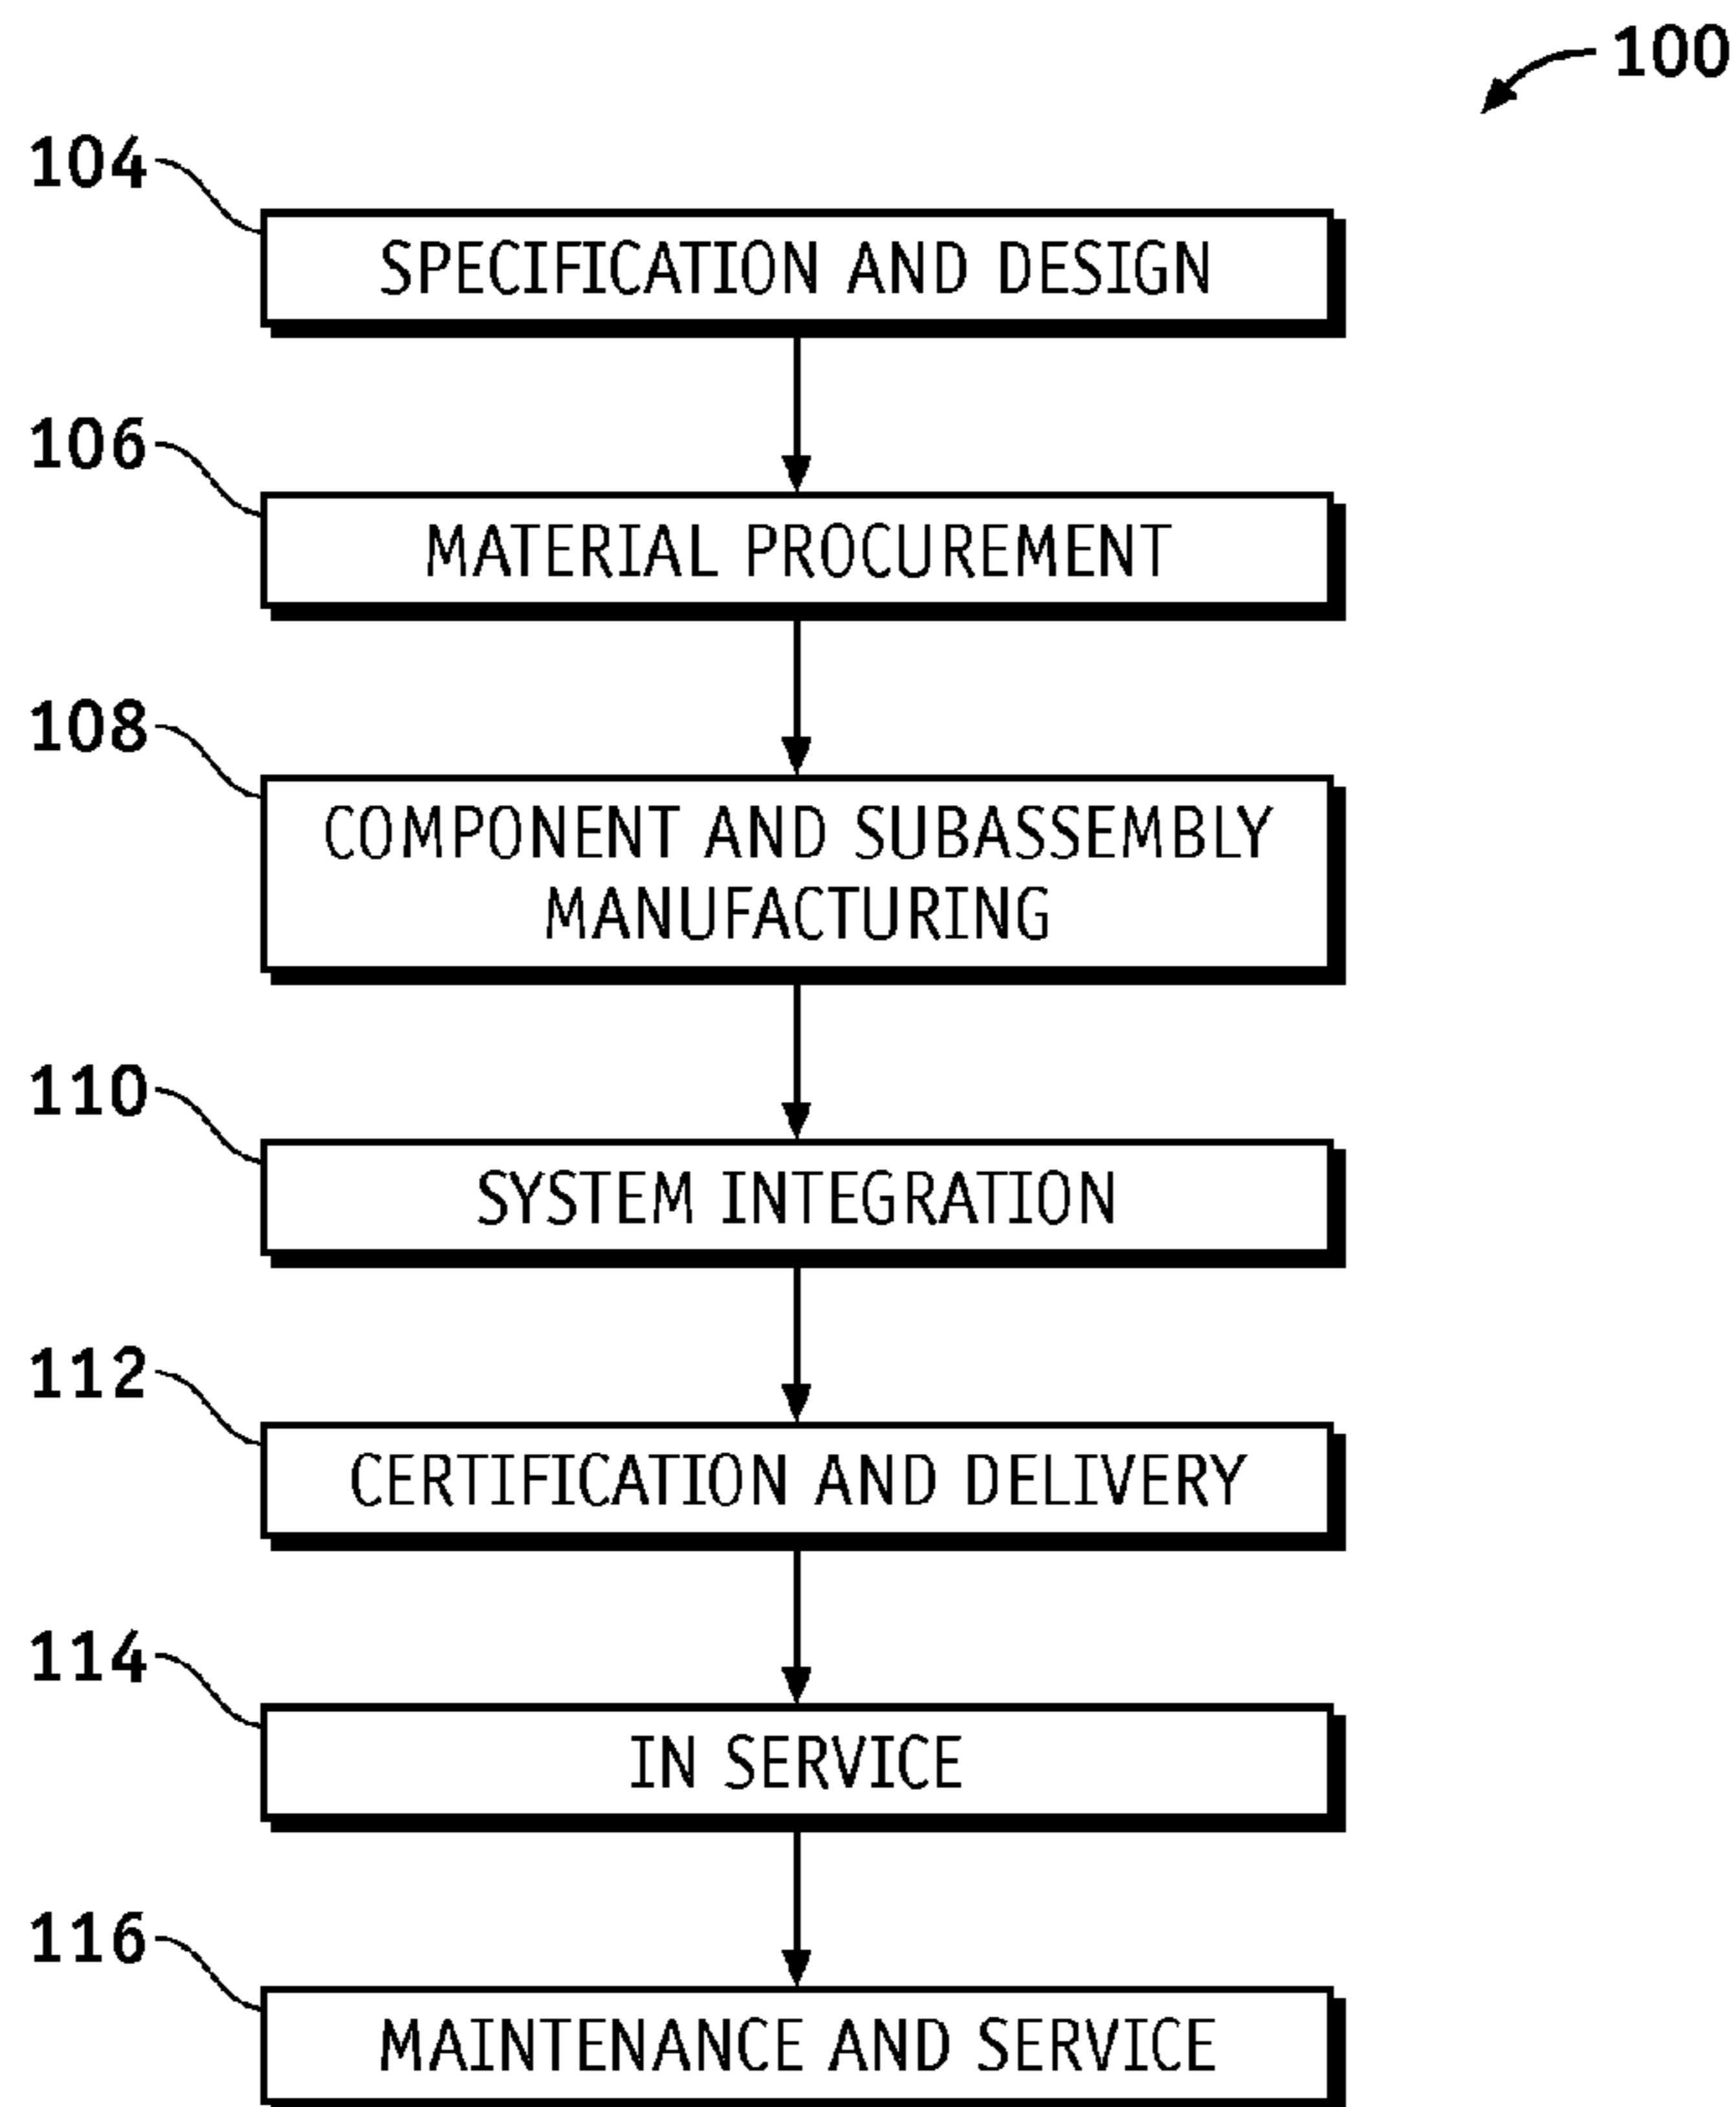 100
104
SPECIFICATION AND DESIGN
106
MATERIAL PROCUREMENT
108
COMPONENT AND SUBASSEMBLY
MANUFACTURING
110
SYSTEM INTEGRATION
112
CERTIFICATION AND DELIVERY
114
IN SERVICE
116
MAINTENANCE AND SERVICE